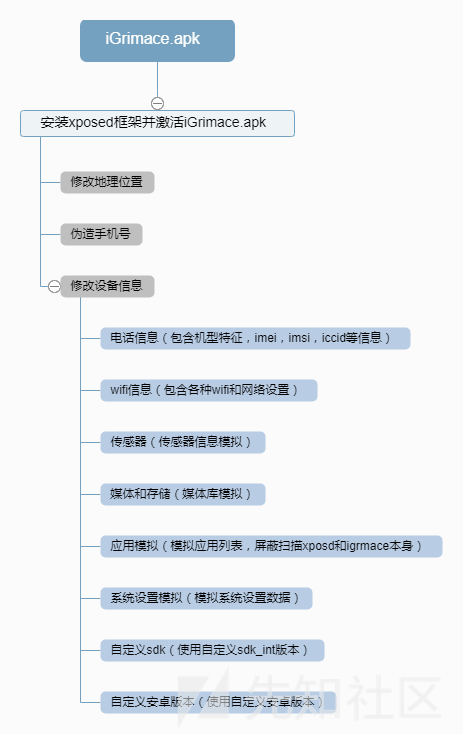 iGrimace.apk
安装xposed框架并激活iGrimace.apk
修改地理位置
伪造手机号
修改设备信息
电话信息（包含机型特征，imei，imsi，iccid等信息）
wifi信息（包含各种wifi和网络设置）
传感器（传感器信息模拟）
媒体和存储（媒体库模拟）
应用模拟（模拟应用列表，屏蔽扫描xposd和igrmace本身）
系统设置模拟（模拟系统设置数据）
自定义sdk（使用自定义sdk_int版本）
自定义安卓版本（使用自定义安卓版本）
先知社区